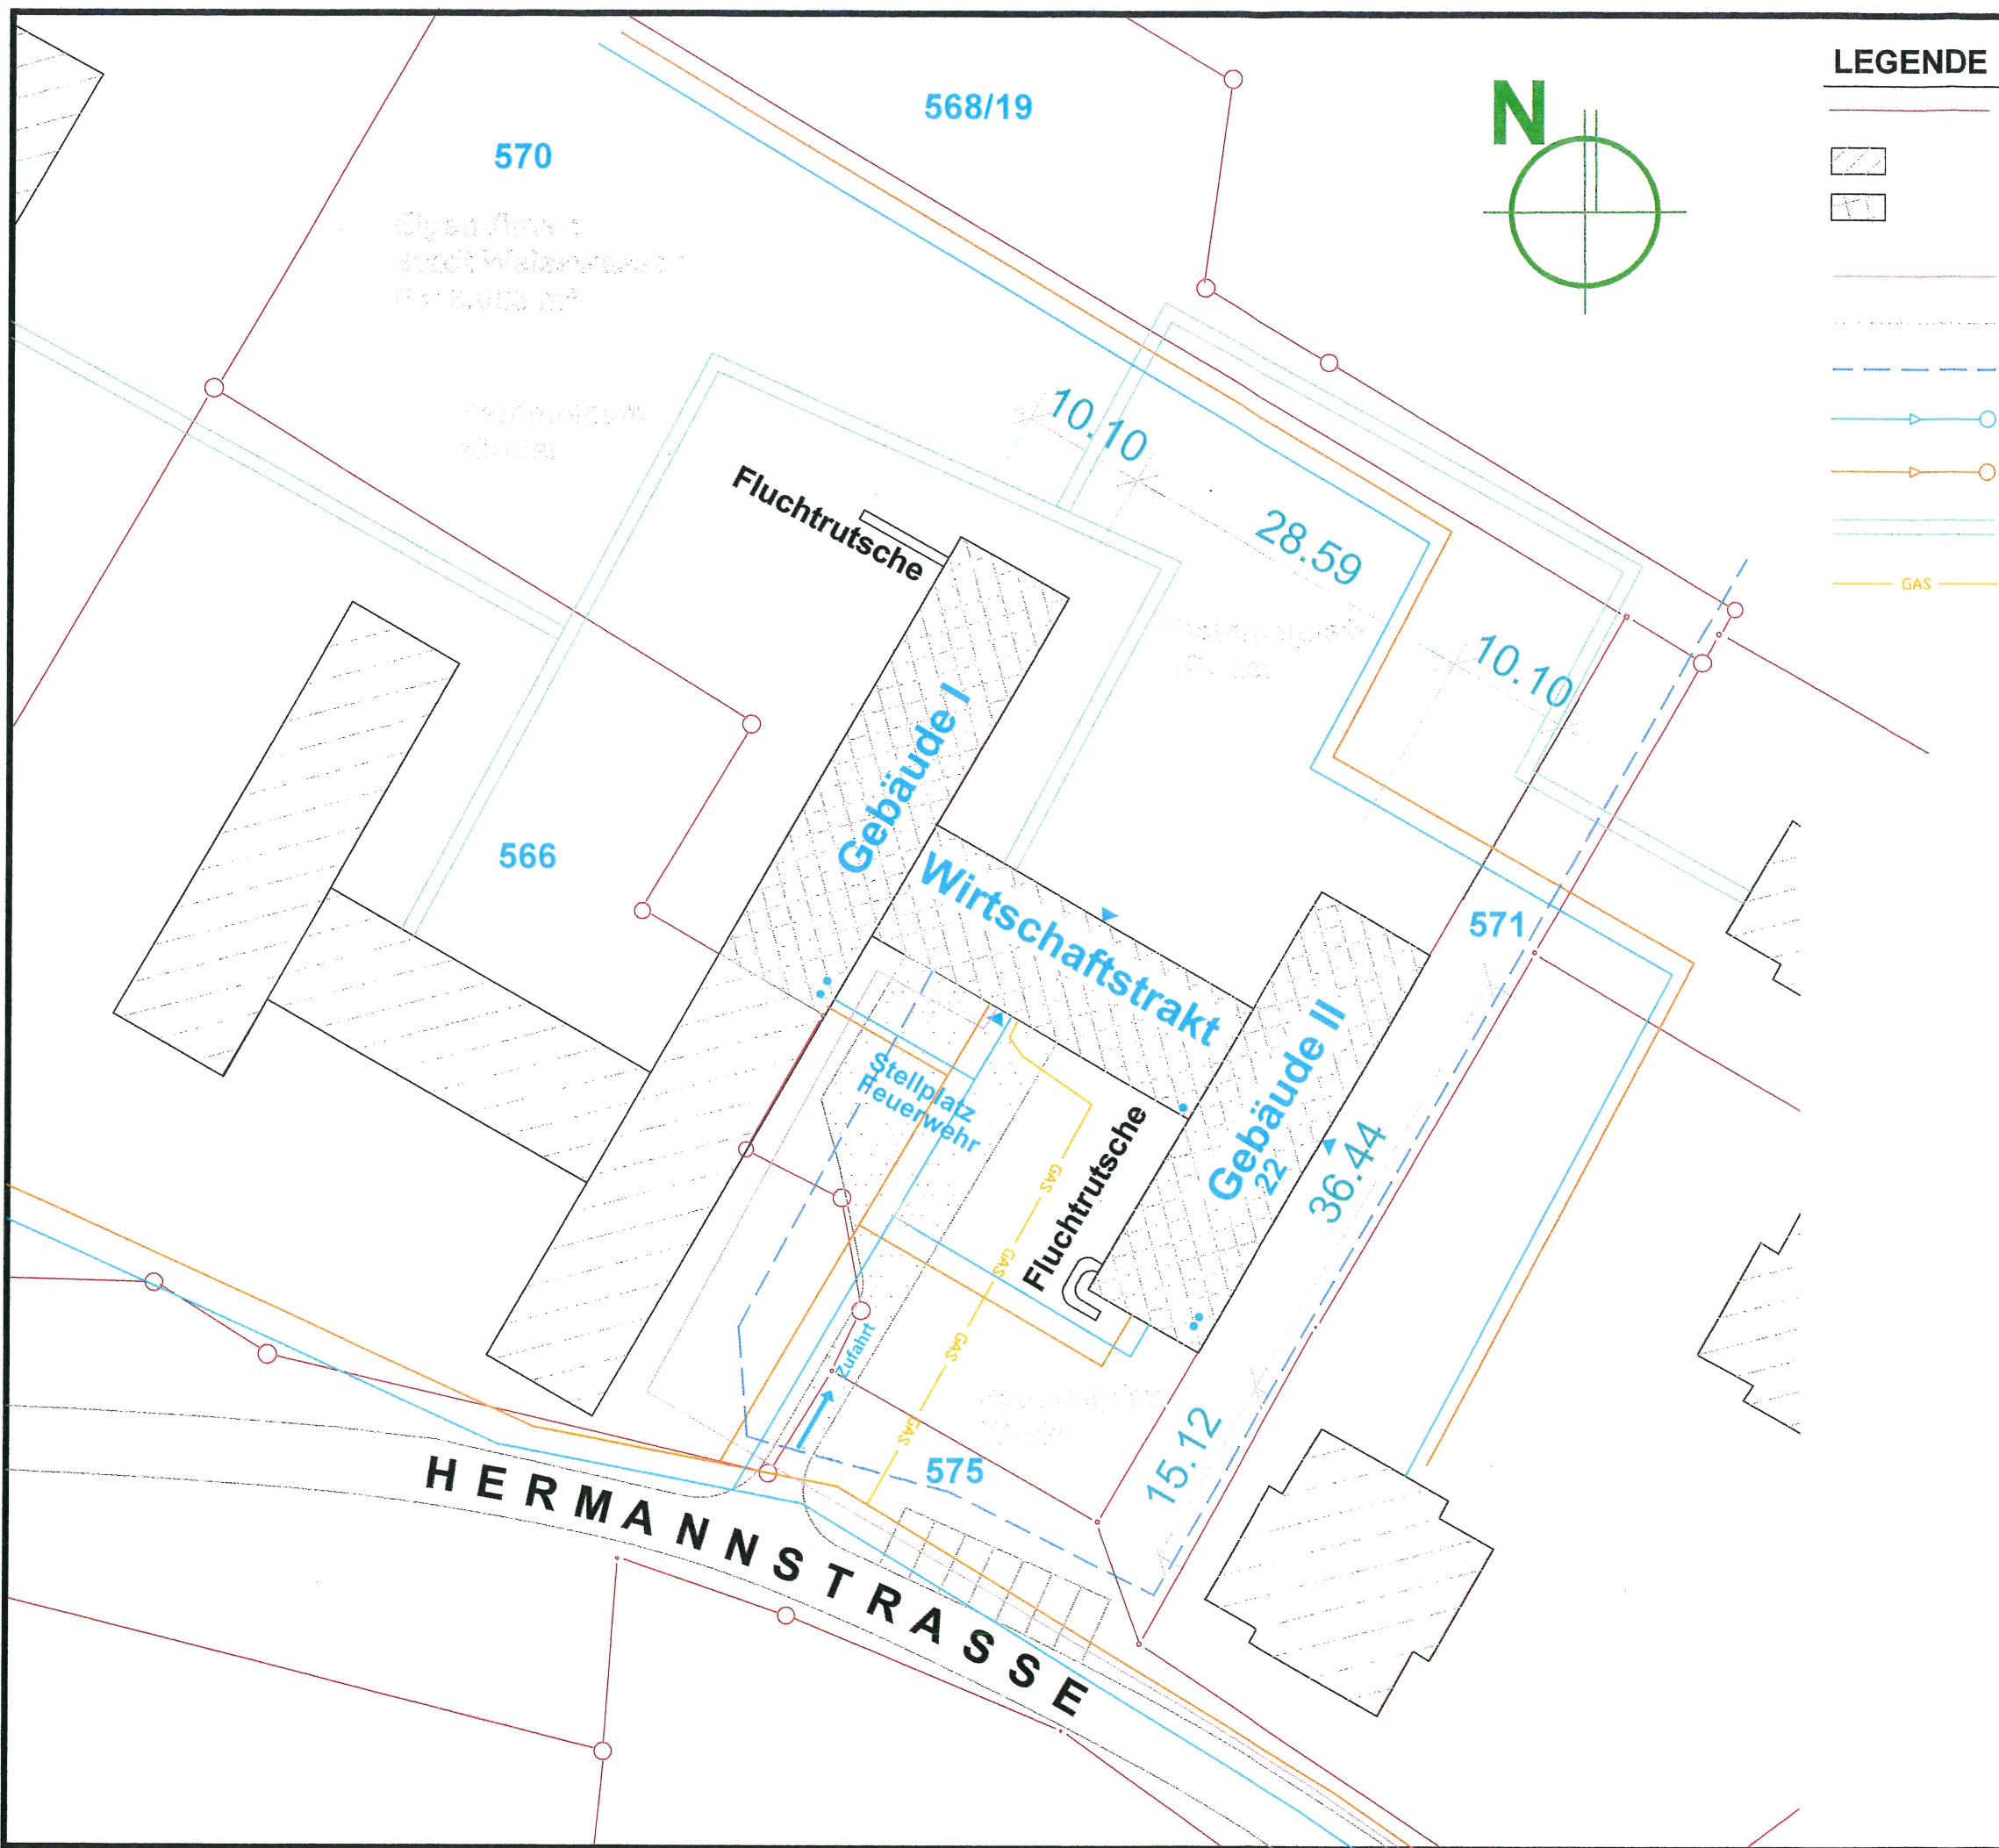 LEGENDE
N
568/19
570
10.10
28.59
10.10
Fluchtrutsche
GAS
Gebäude I
566
Wirtschaftstrakt
571
Gebäude II
22
36.44
Stellplatz
Feuerwehr
Fluchtrutsche
GAS
GAS
GAS
GAS
Zufahrt
15.12
575
HERMANNSTRASSE